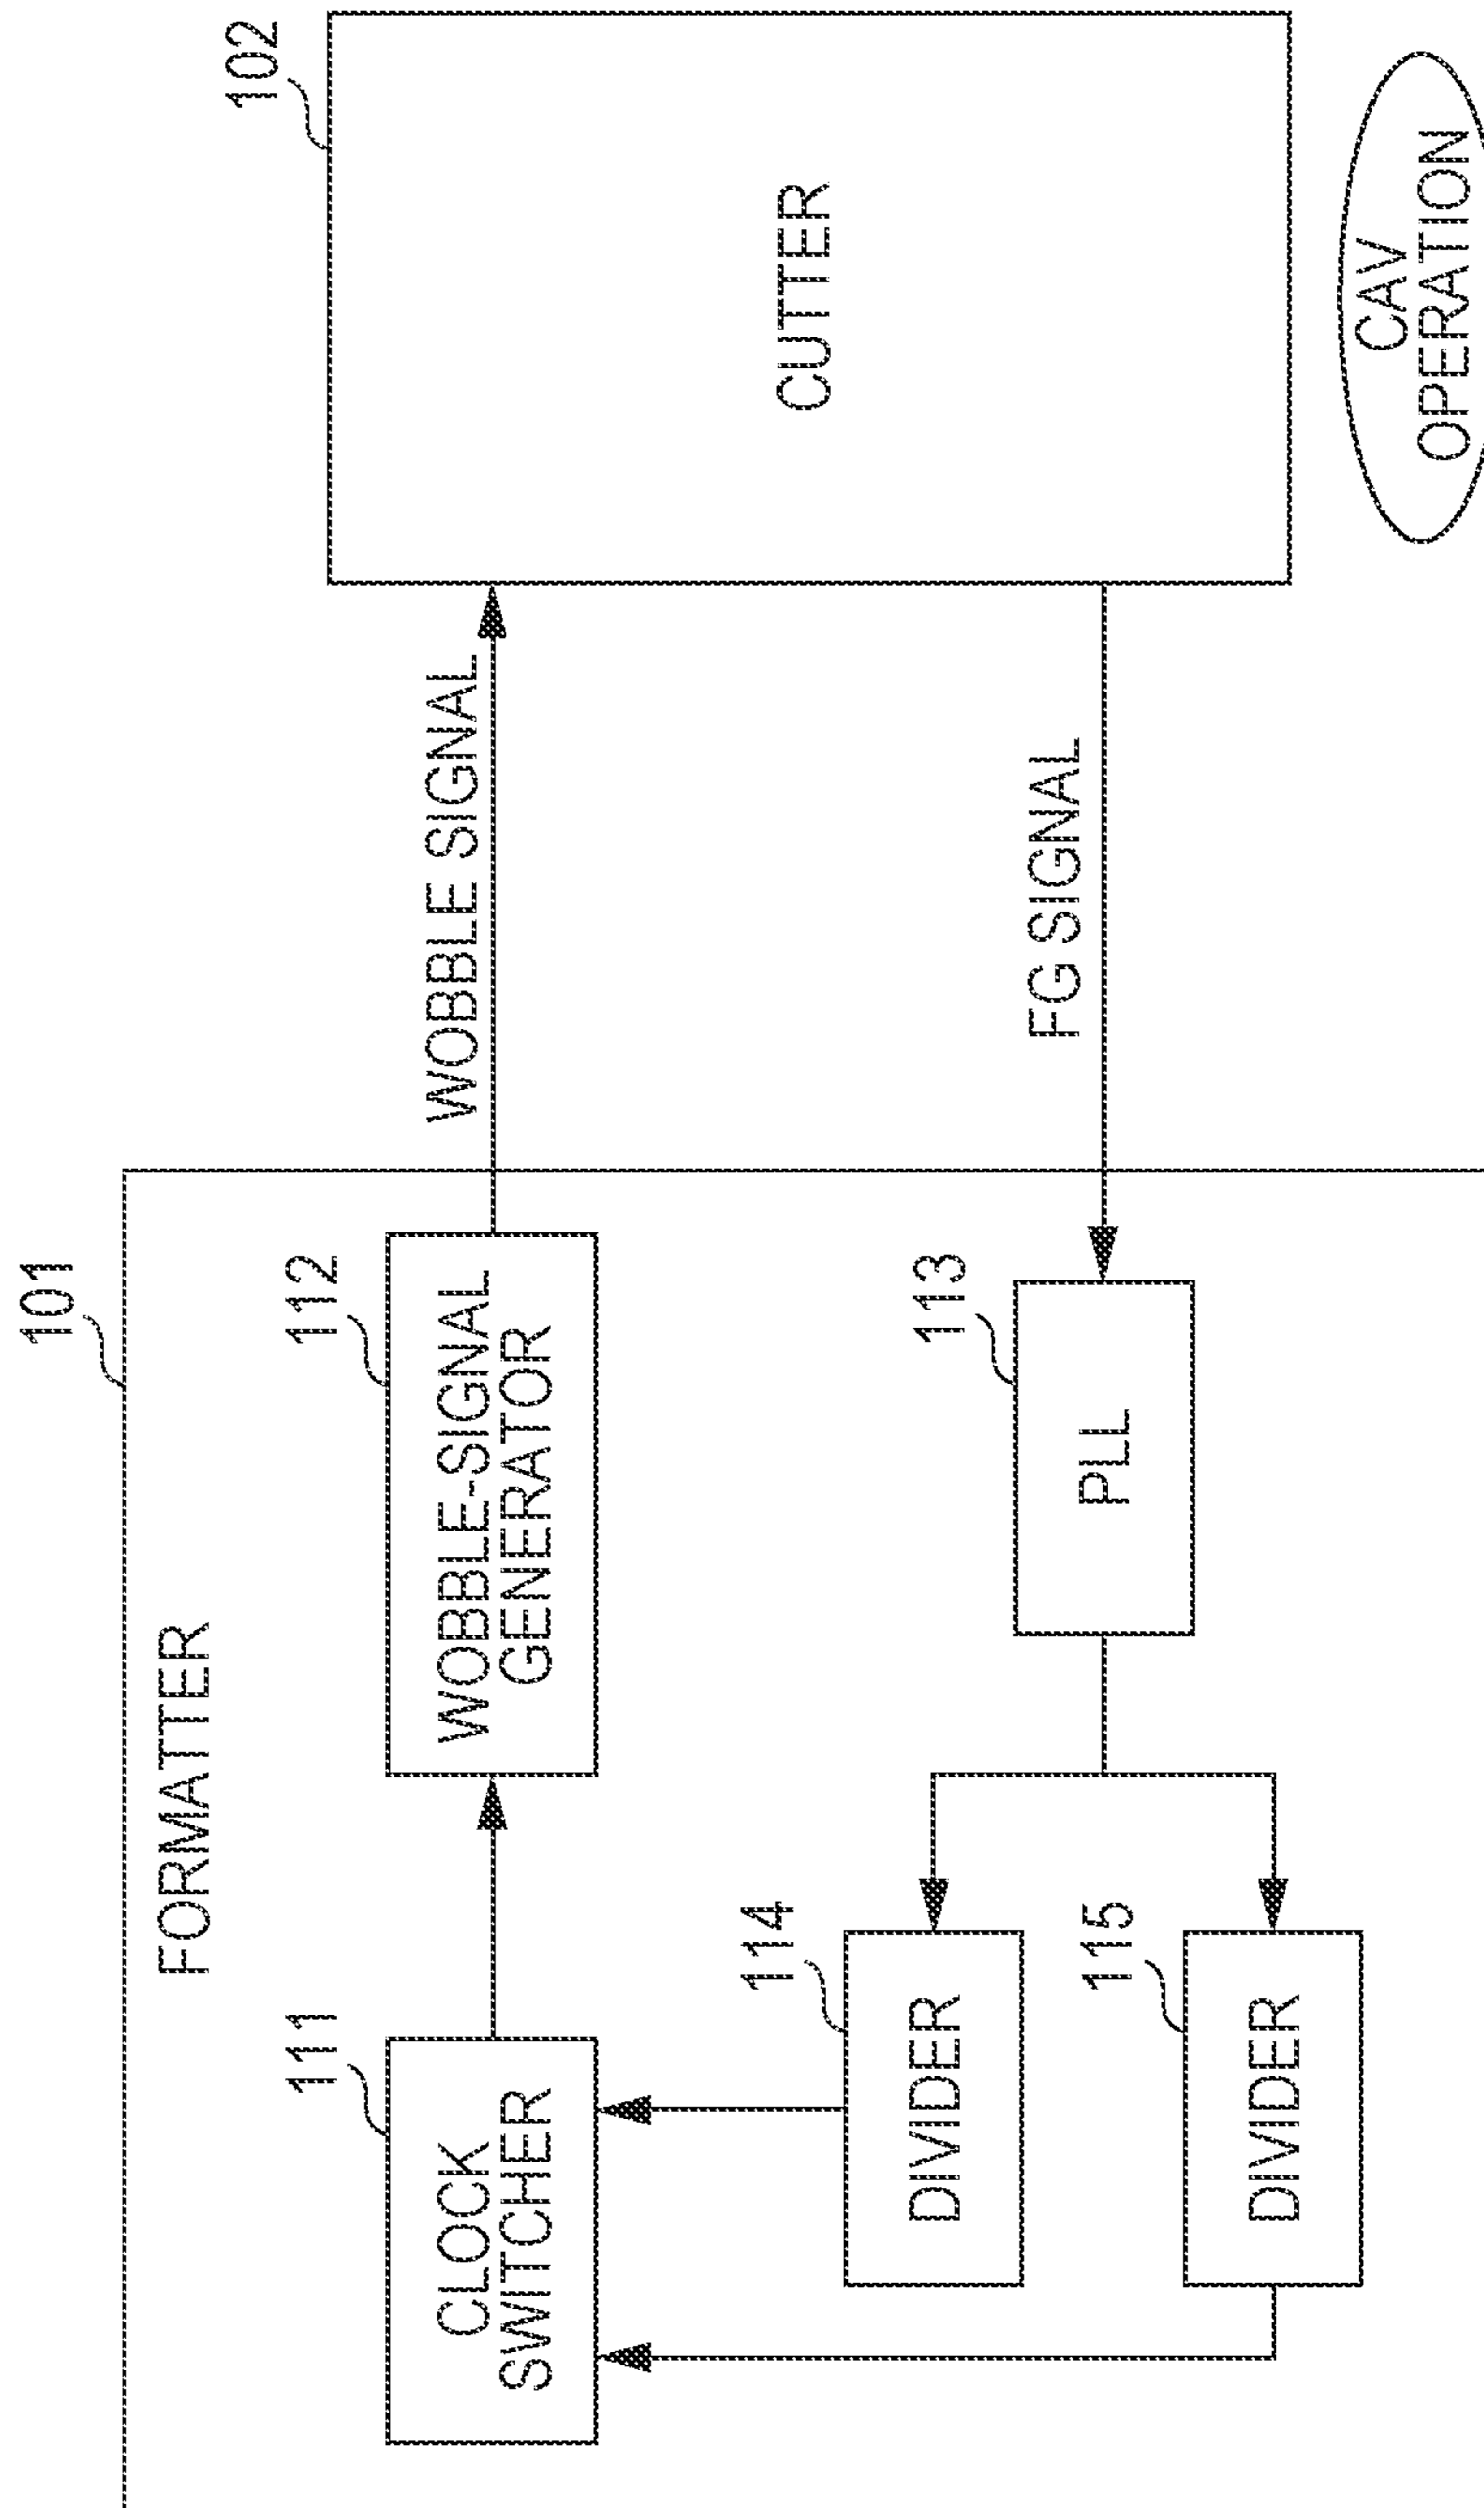 101
FORMATTER
111
CLOCK
SWITCHER
112
WOBBLE-SIGNAL
GENERATOR
WOBBLE SIGNAL
102
CUTTER
114
DIVIDER
115
DIVIDER
113
PLL
FG SIGNAL
CAV
OPERATION